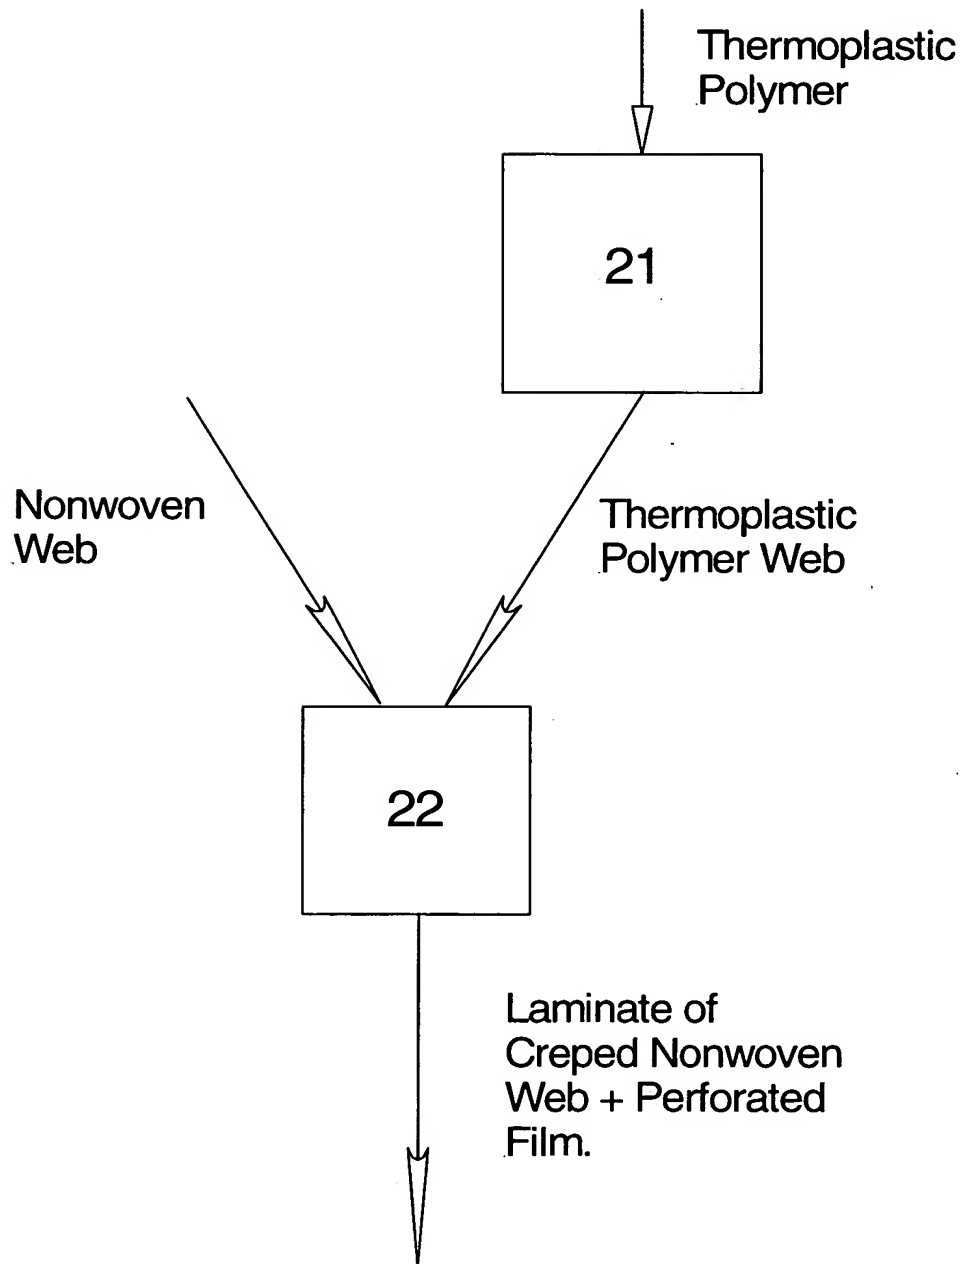 Thermoplastic
Polymer
21
Nonwoven
Web
Thermoplastic
Polymer Web
22
Laminate of
Creped Nonwoven
Web + Perforated
Film.